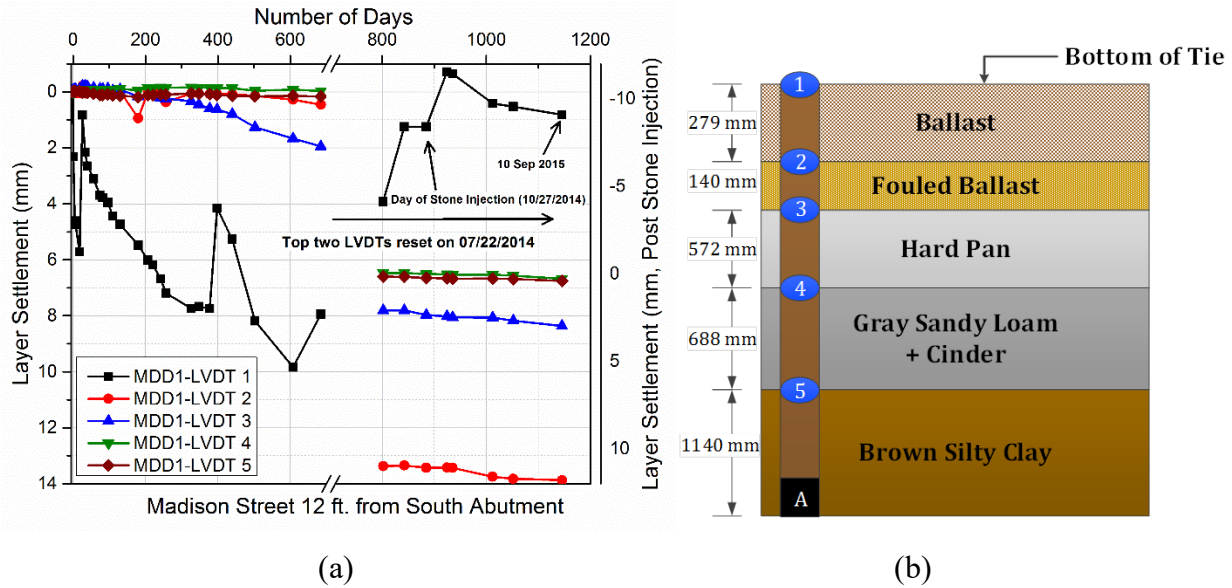 (a)
Number of Days
0 200 400 600 800 1000 1200
Layer Settlement (mm)
0
2
4
6
8
10
12
14
-10
-5
0
5
10
Layer Settlement (mm, Post Stone Injection)
10 Sep 2015
Day of Stone Injection (10/27/2014)
Top two LVDTs reset on 07/22/2014
MDD1-LVDT 1
MDD1-LVDT 2
MDD1-LVDT 3
MDD1-LVDT 4
MDD1-LVDT 5
Madison Street 12 ft. from South Abutment
Bottom of Tie
1
279 mm
Ballast
2
140 mm
Fouled Ballast
3
572 mm
Hard Pan
4
688 mm
Gray Sandy Loam
+ Cinder
5
1140 mm
Brown Silty Clay
A
(a)
(b)